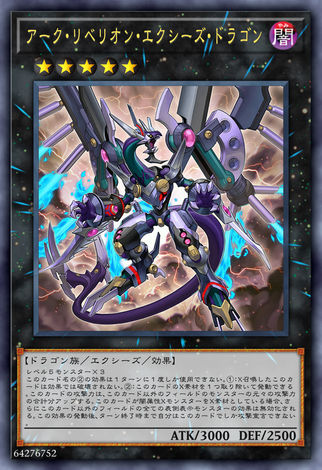 アーク・リベリオン・エクシーズ・ドラゴン
やみ
闇
【ドラゴン族/エクシーズ/効果】
レベル5モンスター×3
このカード名の②の効果は1ターンに1度しか使用できない。①:X召喚したこのカー
ドは効果では破壊されない。②:このカードのX素材を1つ取り除いて発動できる
。このカードの攻撃力は、このカード以外のフィールドのモンスターの元々の攻撃力
の合計分アップする。このカードが闇属性Xモンスターを X素材としている場合、さ
らにこのカード以外のフィールドの全ての表側表示モンスターの効果は無効化され
る。この効果の発動後、ターン終了時まで自分はこのカードでしか攻撃宣言できない
ATK/3000 DEF/2500
64276752